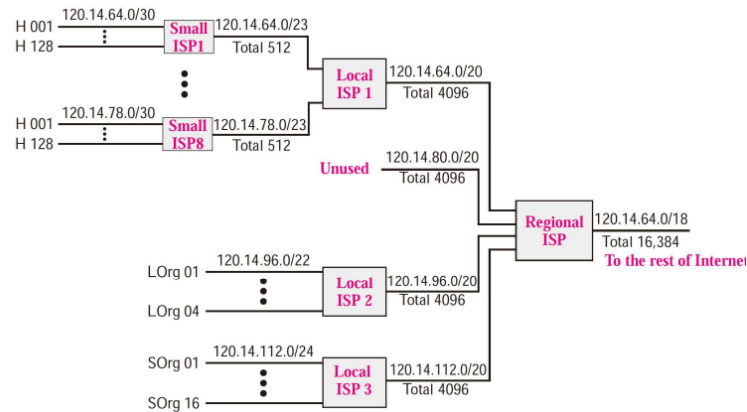 120.14.64.0/30
H 001
H 128
Small
ISP1
120.14.64.0/23
Total 512
120.14.78.0/30
H 001
H 128
Small
ISP8
120.14.78.0/23
Total 512
Local
ISP 1
120.14.64.0/20
Total 4096
Unused
120.14.80.0/20
Total 4096
Regional
ISP
120.14.64.0/18
Total 16,384
To the rest of Internet
LOrg 01
120.14.96.0/22
LOrg 04
Local
ISP 2
120.14.96.0/20
Total 4096
SOrg 01
120.14.112.0/24
SOrg 16
Local
ISP 3
120.14.112.0/20
Total 4096